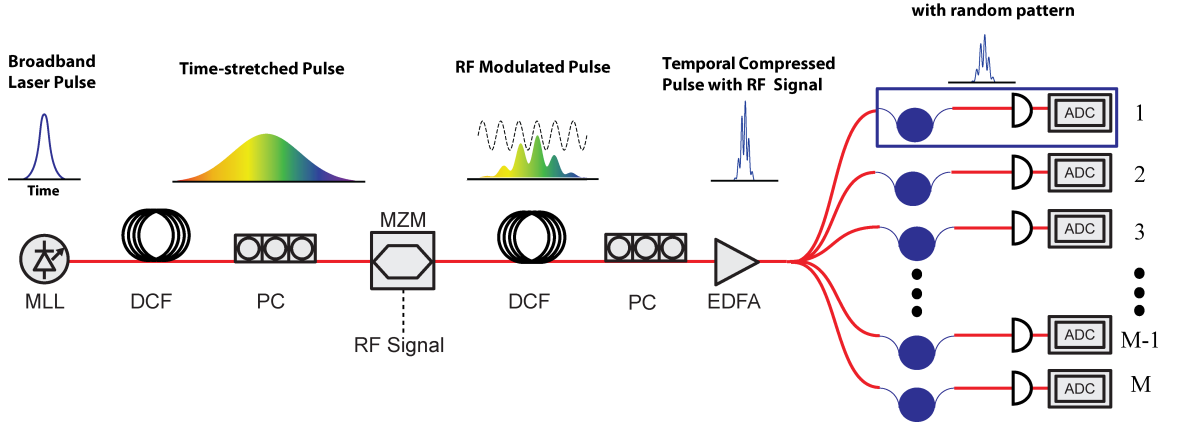 with random pattern
Broadband
Laser Pulse
Time-stretched Pulse
RF Modulated Pulse
Temporal Compressed
Pulse with RF Signal
Time
ADC
1
ADC
2
ADC
3
MZM
MLL
DCF
PC
DCF
PC
EDFA
RF Signal
ADC
M-1
ADC
M